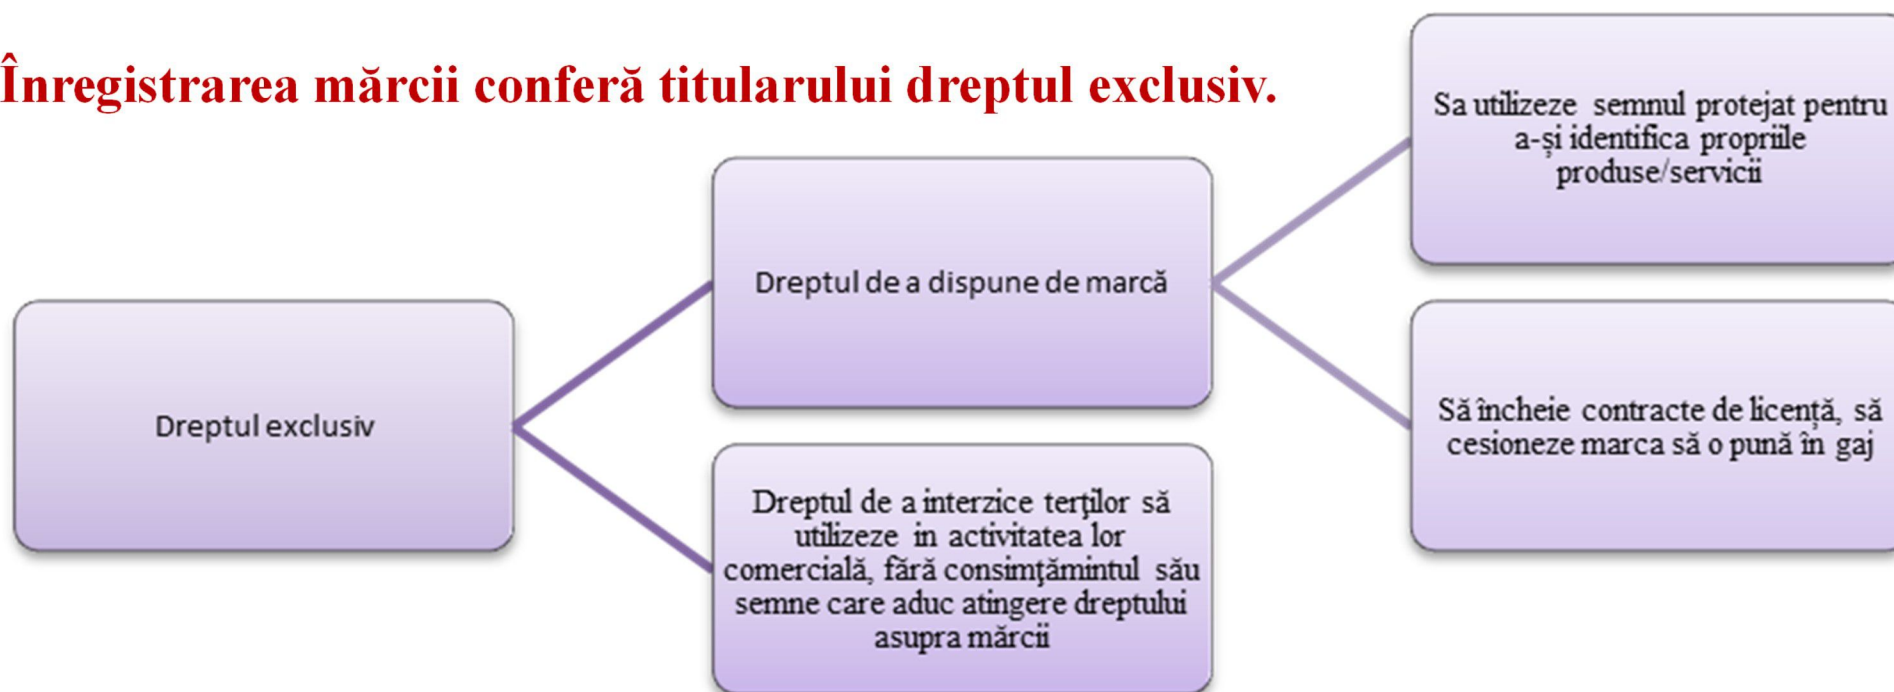 Înregistrarea mărcii conferă titularului dreptul exclusiv.
Dreptul exclusiv
Dreptul de a dispune de marcă
Dreptul de a interzice terţilor să
utilizeze in activitatea lor
comercială, fără consimţămintul său
semne care aduc atingere dreptului
asupra mărcii
Sa utilizeze semnul protejat pentru
a-și identifica propriile
produse/servicii
Să încheie contracte de licență, să
cesioneze marca să o pună în gaj